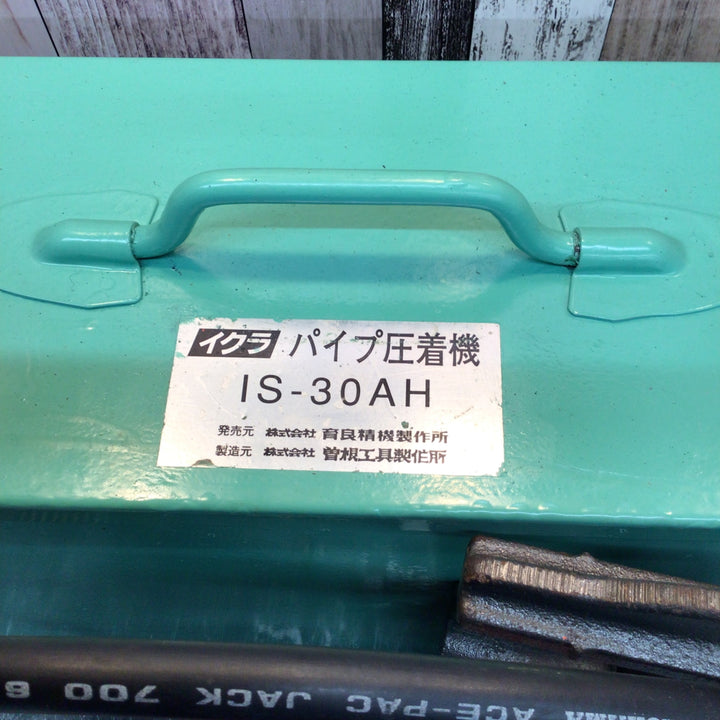 イクラ パイプ圧着機
IS-30AH
発売元 株式会社 育良精機製作所
製造元 株式会社 曽根工具製作所
ACE-PAC JACK 700